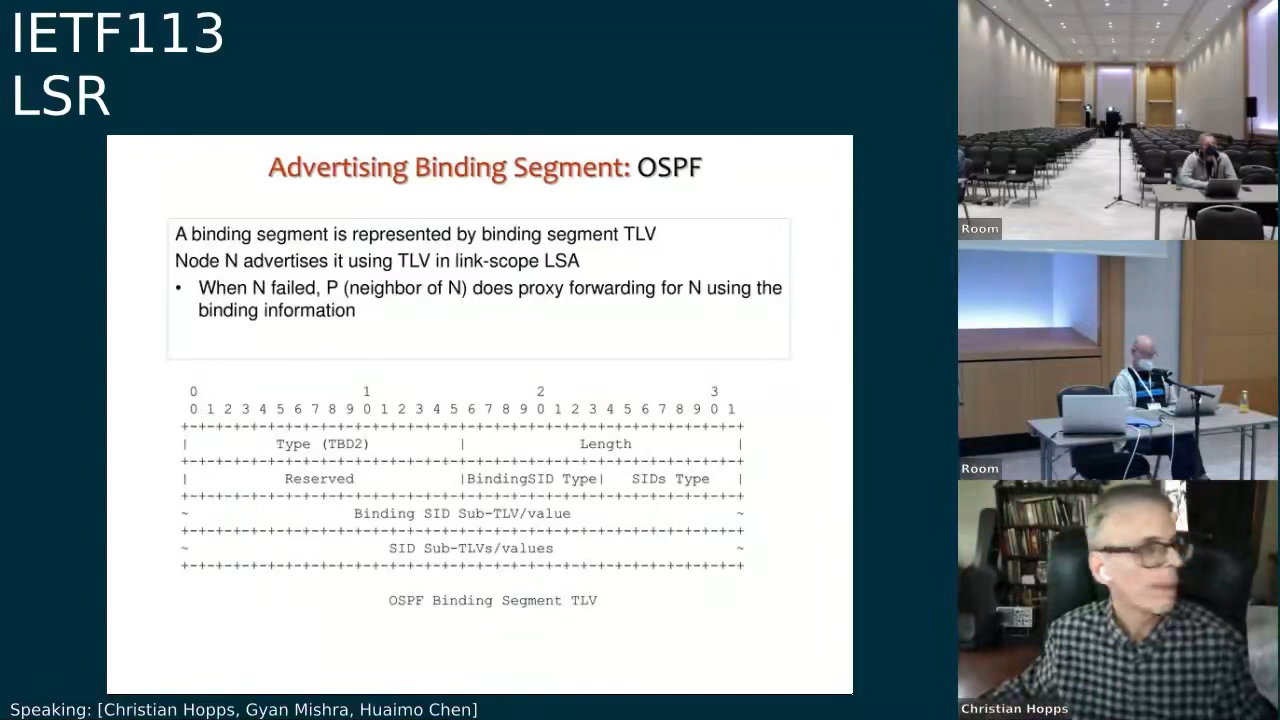 IETF113
LSR
Advertising Binding Segment: OSPF
A binding segment is represented by binding segment TLV
Node N advertises it using TLV in link-scope LSA
• When N failed, P (neighbor of N) does proxy forwarding for N using the
binding information
0                   1                   2                   3
0 1 2 3 4 5 6 7 8 9 0 1 2 3 4 5 6 7 8 9 0 1 2 3 4 5 6 7 8 9 0 1
+-+-+-+-+-+-+-+-+-+-+-+-+-+-+-+-+-+-+-+-+-+-+-+-+-+-+-+-+-+-+-+-+
|          Type (TBD2)          |             Length            |
+-+-+-+-+-+-+-+-+-+-+-+-+-+-+-+-+-+-+-+-+-+-+-+-+-+-+-+-+-+-+-+-+
|           Reserved            |BindingSID Type|   SIDs Type   |
+-+-+-+-+-+-+-+-+-+-+-+-+-+-+-+-+-+-+-+-+-+-+-+-+-+-+-+-+-+-+-+-+
~                   Binding SID Sub-TLV/value                   ~
+-+-+-+-+-+-+-+-+-+-+-+-+-+-+-+-+-+-+-+-+-+-+-+-+-+-+-+-+-+-+-+-+
~                       SID Sub-TLVs/values                     ~
+-+-+-+-+-+-+-+-+-+-+-+-+-+-+-+-+-+-+-+-+-+-+-+-+-+-+-+-+-+-+-+-+
OSPF Binding Segment TLV
Speaking: [Christian Hopps, Gyan Mishra, Huaimo Chen]
Room
Room
Christian Hopps